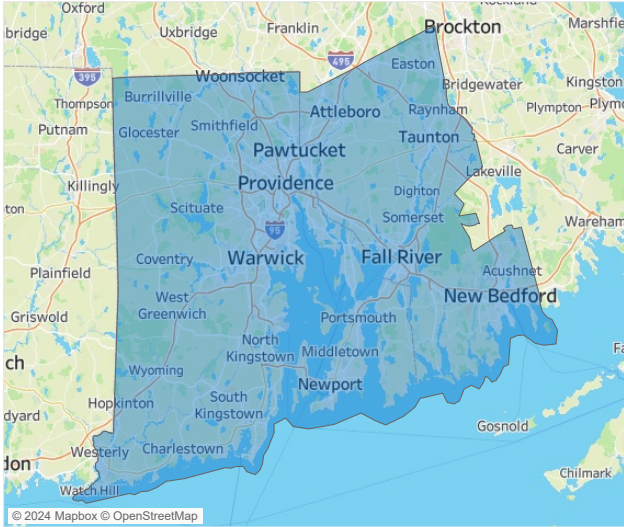 Oxford
Rockland
Brockton
Marshfie
Uxbridge
Franklin
bridge
395
495
Easton
Woonsocket
Bridgewater
Kingston
Thompson
Burrillville
Attleboro
Raynham
Plympton
Plymo
Putnam
Glocester
Smithfield
Taunton
Pawtucket
Carver
Killingly
Providence
Lakeville
Dighton
ton
Scituate
Somerset
Wareham
95
Coventry
Warwick
Fall River
Plainfield
Acushnet
West
Greenwich
New Bedford
Griswold
Portsmouth
North
Kingstown
Middletown
ch
Wyoming
Newport
Hopkinton
South
Kingstown
dyard
Gosnold
Westerly
Charlestown
don
Chilmark
Watch Hill
© 2024 Mapbox © OpenStreetMap